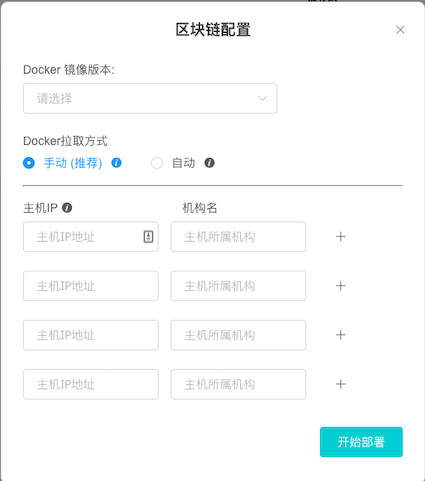 区块链配置
Docker 镜像版本:
请选择
Docker拉取方式
手动 (推荐) 自动
主机IP 机构名
主机IP地址 主机所属机构
主机IP地址 主机所属机构
主机IP地址 主机所属机构
主机IP地址 主机所属机构
开始部署